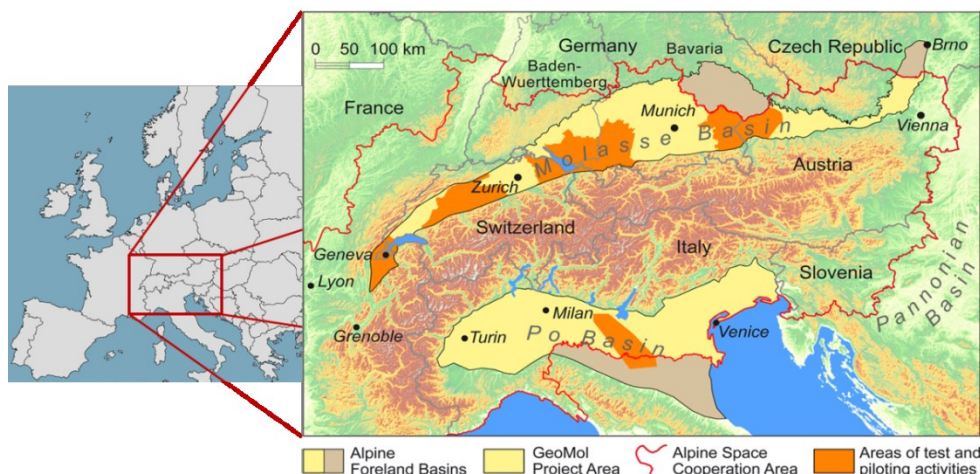 0 50 100 km
Germany
Bavaria
Czech Republic
Brno
Baden-
Wuerttemberg
France
Munich
Vienna
Molasse Basin
Austria
Zurich
Switzerland
Geneva
Italy
Slovenia
Lyon
Pannonian
Basin
Grenoble
Milan
Turin
Venice
Po Basin
Alpine
Foreland Basins
GeoMol
Project Area
Alpine Space
Cooperation Area
Areas of test and
piloting activities